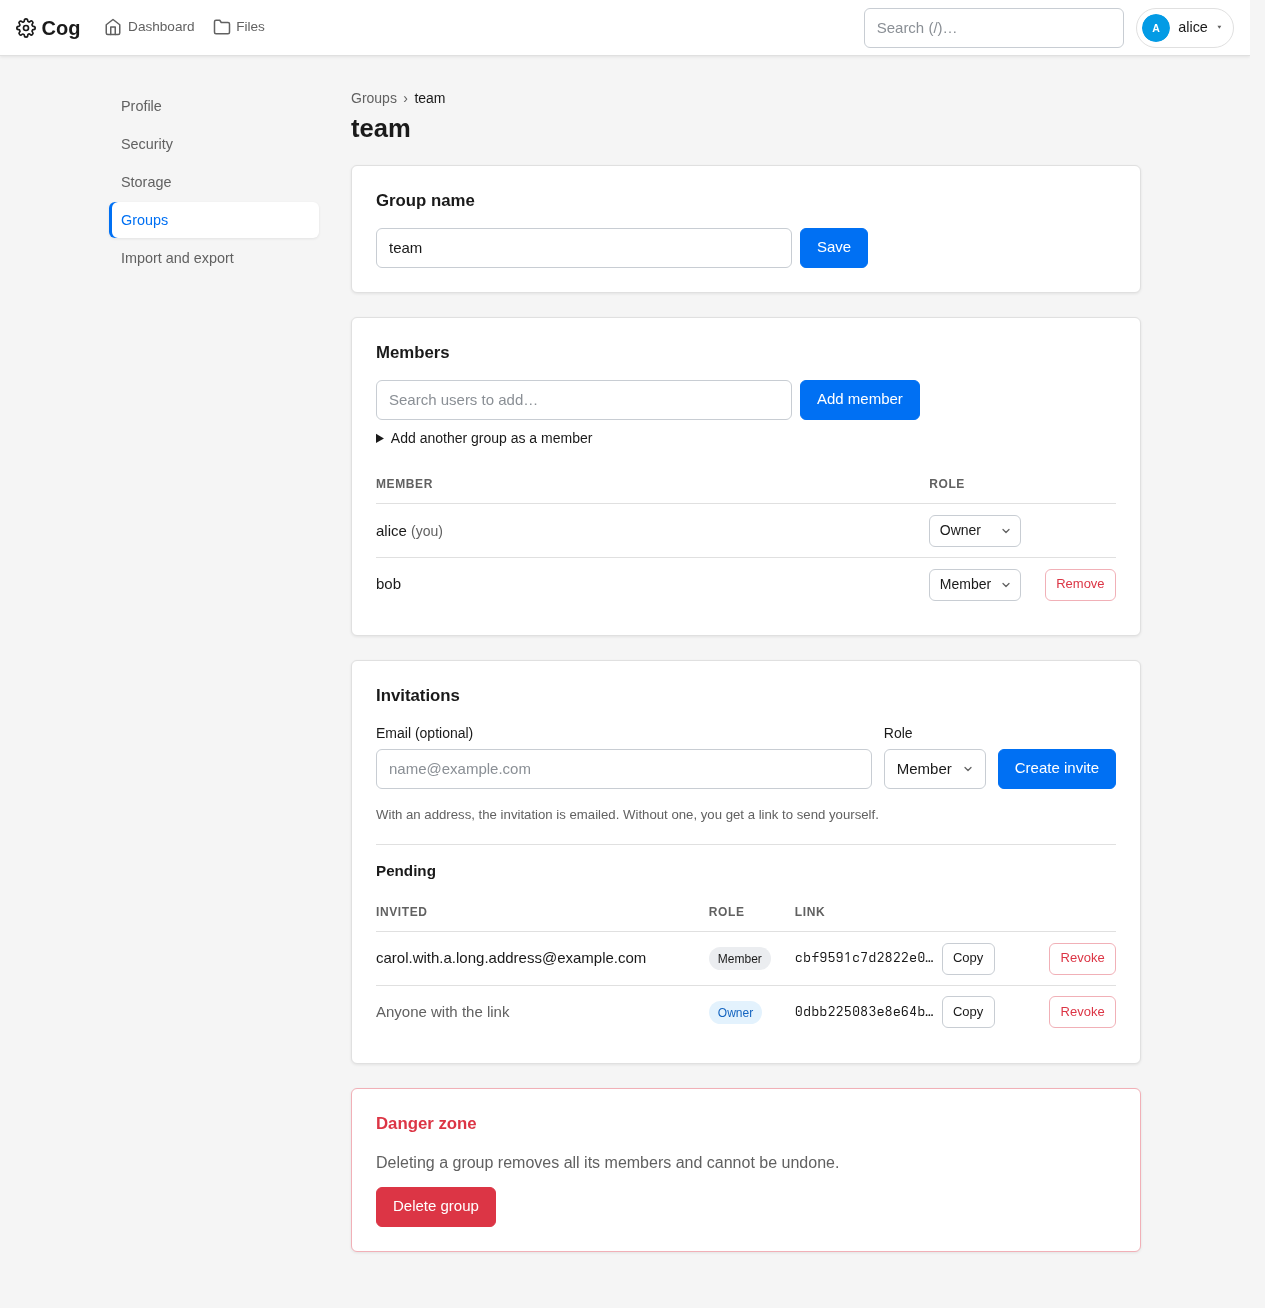 Cog Dashboard Files Search (/)… A alice
Profile
Security
Storage
Groups
Import and export
Groups › team
team
Group name
team Save
Members
Search users to add… Add member
Add another group as a member
MEMBER ROLE
alice (you) Owner
bob Member Remove
Invitations
Email (optional) Role
name@example.com Member Create invite
With an address, the invitation is emailed. Without one, you get a link to send yourself.
Pending
INVITED ROLE LINK
carol.with.a.long.address@example.com Member cbf9591c7d2822e0… Copy Revoke
Anyone with the link Owner 0dbb225083e8e64b… Copy Revoke
Danger zone
Deleting a group removes all its members and cannot be undone.
Delete group